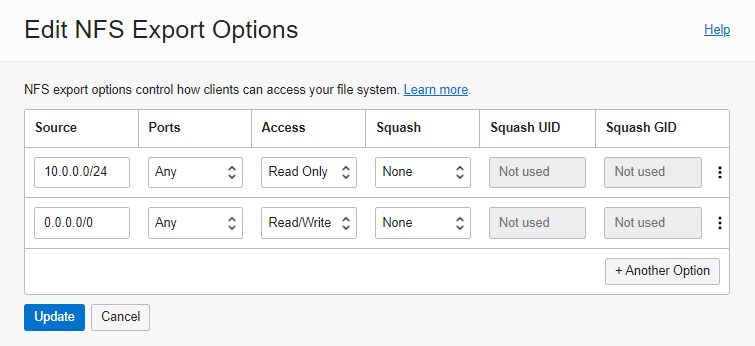 Edit NFS Export Options
Help
NFS export options control how clients can access your file system. Learn more.
Source Ports Access Squash Squash UID Squash GID
10.0.0.0/24 Any Read Only None Not used Not used
0.0.0.0/0 Any Read/Write None Not used Not used
+ Another Option
Update Cancel